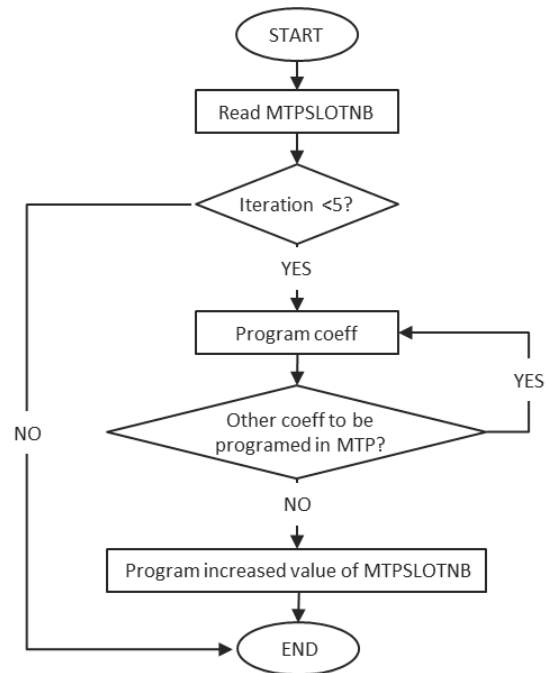 START
Read MTPSLOTNB
Iteration <5?
YES
Program coeff
YES
Other coeff to be
programed in MTP?
NO
NO
Program increased value of MTPSLOTNB
END